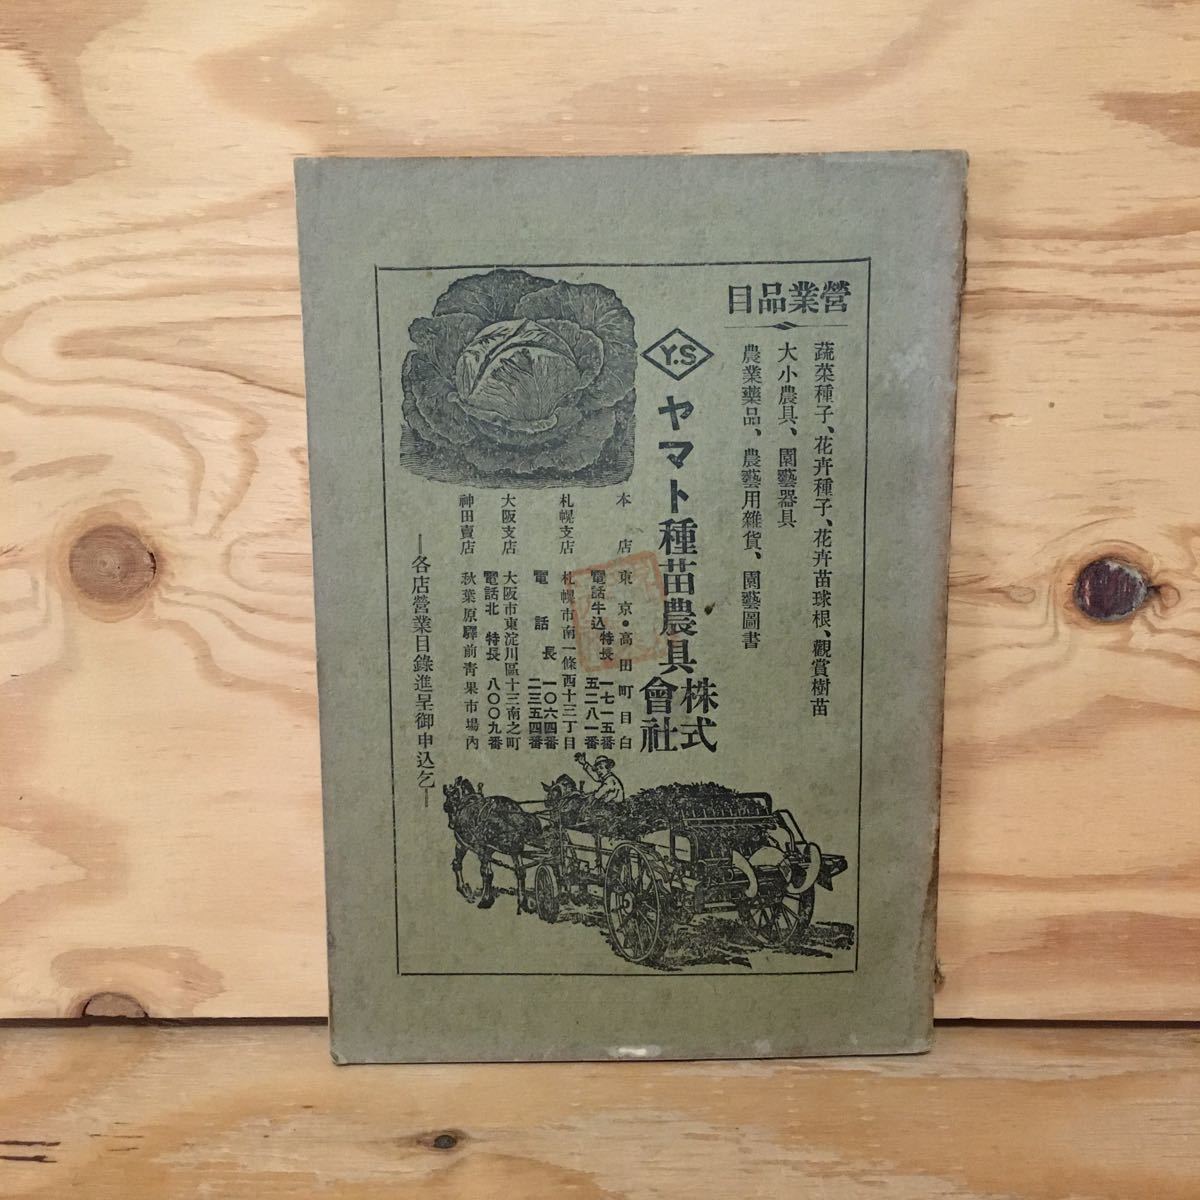 營業品目
蔬菜種子、花卉種子、花卉苗球根、觀賞樹苗
大小農具、園藝器具
農業藥品、農藝用雜貨、園藝圖書
Y.S
ヤマト種苗農具株式會社
本店 東京・高田町目白
電話牛込 特長 一七一五番 五二八一番
札幌支店 札幌市南一條西十三丁目
電話 長 一〇六四番 二三五四番
大阪支店 大阪市東淀川區十三南之町
電話北 特長 八〇〇九番
神田賣店 秋葉原驛前靑果市場內
―各店營業目錄進呈御申込乞―